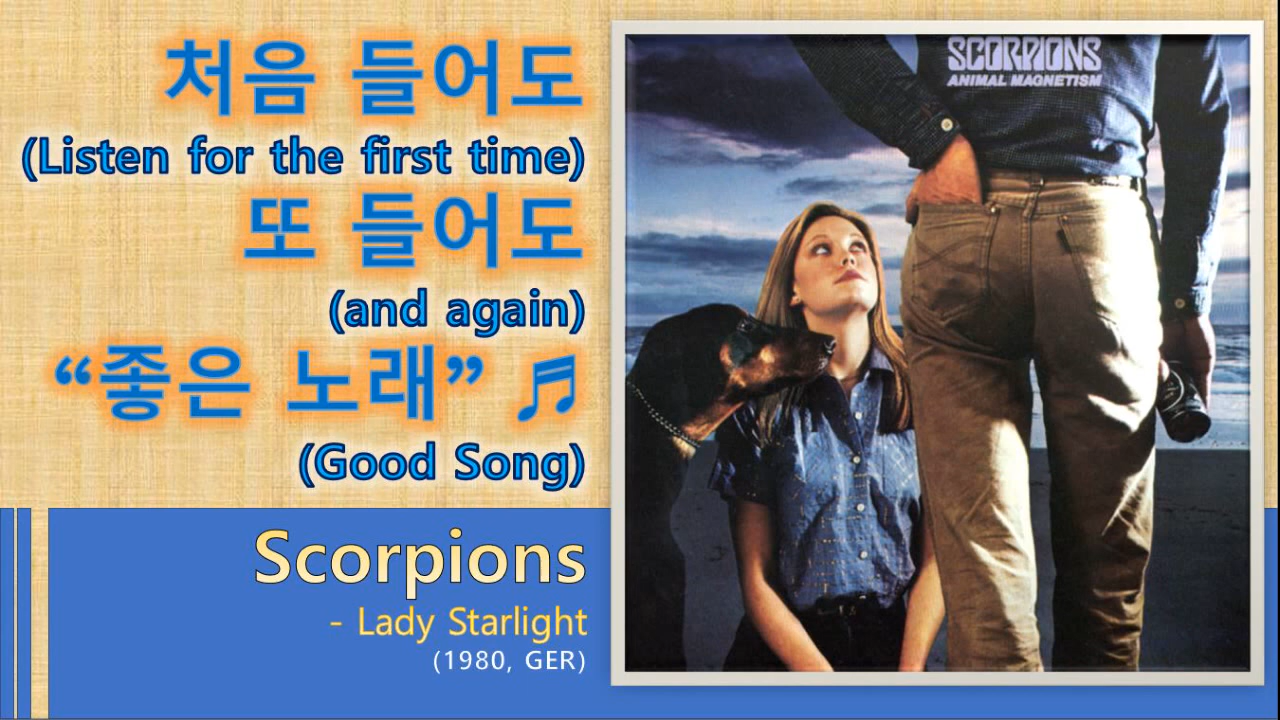 처음 들어도
(Listen for the first time)
또 들어도
(and again)
“좋은 노래” ♬
(Good Song)
Scorpions
- Lady Starlight
(1980, GER)
SCORPIONS
ANIMAL MAGNETISM